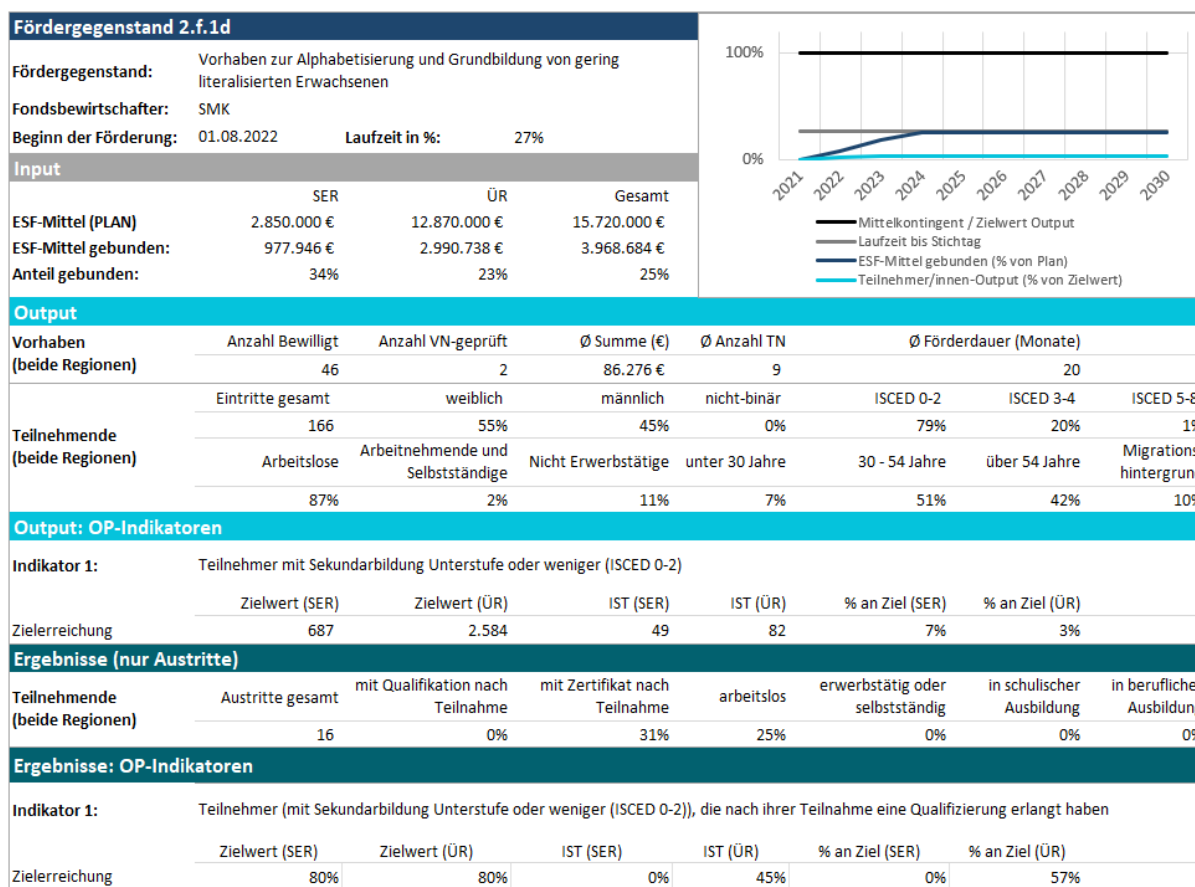 Fördergegenstand 2.f.1d
Fördergegenstand: Vorhaben zur Alphabetisierung und Grundbildung von gering
literalisierten Erwachsenen
Fondsbewirtschafter: SMK
Beginn der Förderung: 01.08.2022 Laufzeit in %: 27%
100%
0%
2021 2022 2023 2024 2025 2026 2027 2028 2029 2030
Mittelkontingent / Zielwert Output
Laufzeit bis Stichtag
ESF-Mittel gebunden (% von Plan)
Teilnehmer/innen-Output (% von Zielwert)
Input
SER ÜR Gesamt
ESF-Mittel (PLAN) 2.850.000 € 12.870.000 € 15.720.000 €
ESF-Mittel gebunden: 977.946 € 2.990.738 € 3.968.684 €
Anteil gebunden: 34% 23% 25%
Output
Vorhaben
(beide Regionen)
Anzahl Bewilligt Anzahl VN-geprüft Ø Summe (€) Ø Anzahl TN Ø Förderdauer (Monate)
46 2 86.276 € 9 20
Teilnehmende
(beide Regionen)
Eintritte gesamt weiblich männlich nicht-binär ISCED 0-2 ISCED 3-4 ISCED 5-8
166 55% 45% 0% 79% 20% 1%
Arbeitslose Arbeitnehmende und Selbstständige Nicht Erwerbstätige unter 30 Jahre 30 - 54 Jahre über 54 Jahre Migrations hintergrun
87% 2% 11% 7% 51% 42% 10%
Output: OP-Indikatoren
Indikator 1: Teilnehmer mit Sekundarbildung Unterstufe oder weniger (ISCED 0-2)
Zielwert (SER) Zielwert (ÜR) IST (SER) IST (ÜR) % an Ziel (SER) % an Ziel (ÜR)
Zielerreichung 687 2.584 49 82 7% 3%
Ergebnisse (nur Austritte)
Teilnehmende
(beide Regionen)
Austritte gesamt mit Qualifikation nach Teilnahme mit Zertifikat nach Teilnahme arbeitslos erwerbstätig oder selbstständig in schulischer Ausbildung in berufliche Ausbildung
16 0% 31% 25% 0% 0% 0%
Ergebnisse: OP-Indikatoren
Indikator 1: Teilnehmer (mit Sekundarbildung Unterstufe oder weniger (ISCED 0-2)), die nach ihrer Teilnahme eine Qualifizierung erlangt haben
Zielwert (SER) Zielwert (ÜR) IST (SER) IST (ÜR) % an Ziel (SER) % an Ziel (ÜR)
Zielerreichung 80% 80% 0% 45% 0% 57%